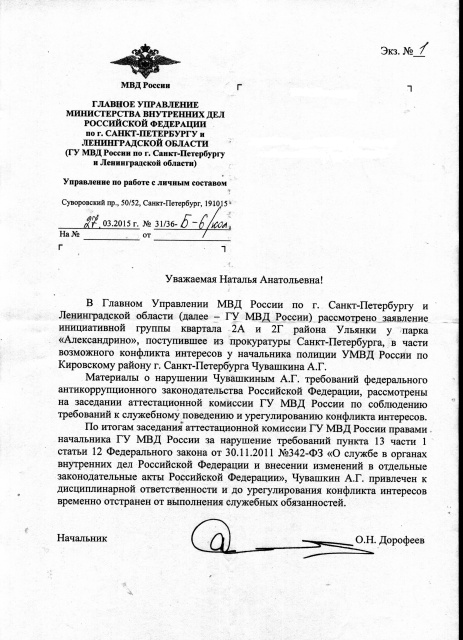 Экз. № 1
МВД России
ГЛАВНОЕ УПРАВЛЕНИЕ
МИНИСТЕРСТВА ВНУТРЕННИХ ДЕЛ
РОССИЙСКОЙ ФЕДЕРАЦИИ
по г. САНКТ-ПЕТЕРБУРГУ и
ЛЕНИНГРАДСКОЙ ОБЛАСТИ
(ГУ МВД России по г. Санкт-Петербургу
и Ленинградской области)
Управление по работе с личным составом
Суворовский пр., 50/52, Санкт-Петербург, 191015
27. 03.2015 г. № 31/36- Б-6/
На № от
Уважаемая Наталья Анатольевна!
В Главном Управлении МВД России по г. Санкт-Петербургу и
Ленинградской области (далее – ГУ МВД России) рассмотрено заявление
инициативной группы квартала 2А и 2Г района Ульянки у парка
«Александрино», поступившее из прокуратуры Санкт-Петербурга, в части
возможного конфликта интересов у начальника полиции УМВД России по
Кировскому району г. Санкт-Петербурга Чувашкина А.Г.
Материалы о нарушении Чувашкиным А.Г. требований федерального
антикоррупционного законодательства Российской Федерации, рассмотрены
на заседании аттестационной комиссии ГУ МВД России по соблюдению
требований к служебному поведению и урегулированию конфликта интересов.
По итогам заседания аттестационной комиссии ГУ МВД России правами
начальника ГУ МВД России за нарушение требований пункта 13 части 1
статьи 12 Федерального закона от 30.11.2011 №342-ФЗ «О службе в органах
внутренних дел Российской Федерации и внесении изменений в отдельные
законодательные акты Российской Федерации», Чувашкин А.Г. привлечен к
дисциплинарной ответственности и до урегулирования конфликта интересов
временно отстранен от выполнения служебных обязанностей.
Начальник О.Н. Дорофеев